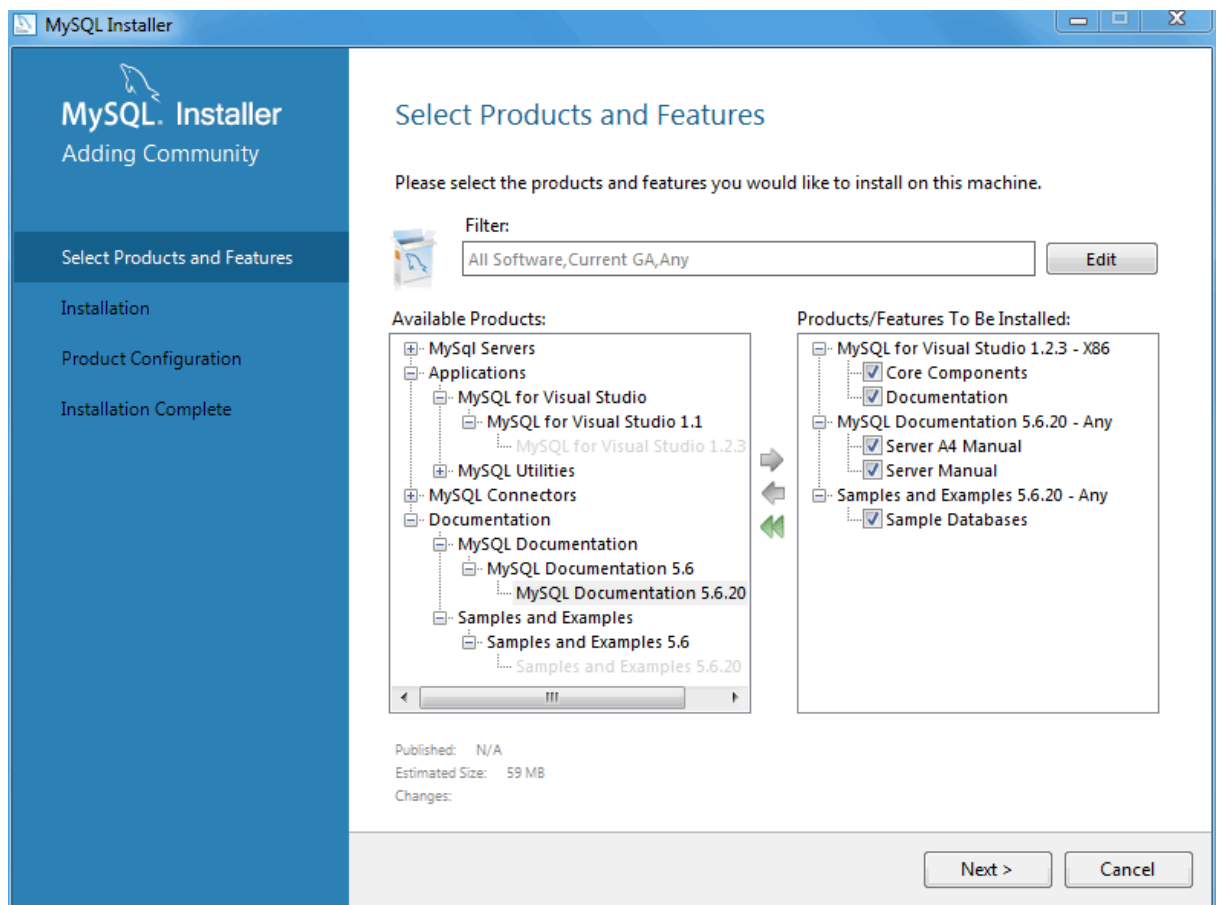 MySQL Installer
MySQL. Installer
Adding Community
Select Products and Features
Installation
Product Configuration
Installation Complete
Select Products and Features
Please select the products and features you would like to install on this machine.
Filter:
All Software,Current GA,Any
Edit
Available Products:
MySql Servers
Applications
MySQL for Visual Studio
MySQL for Visual Studio 1.1
MySQL for Visual Studio 1.2.3
MySQL Utilities
MySQL Connectors
Documentation
MySQL Documentation
MySQL Documentation 5.6
MySQL Documentation 5.6.20
Samples and Examples
Samples and Examples 5.6
Samples and Examples 5.6.20
Products/Features To Be Installed:
MySQL for Visual Studio 1.2.3 - X86
Core Components
Documentation
MySQL Documentation 5.6.20 - Any
Server A4 Manual
Server Manual
Samples and Examples 5.6.20 - Any
Sample Databases
Published: N/A
Estimated Size: 59 MB
Changes:
Next >
Cancel